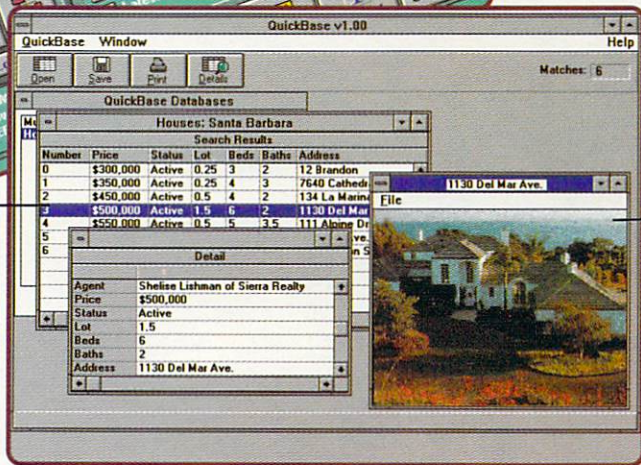 QuickBase v1.00
QuickBase Window Help
Open Save Print Details Matches: 6
QuickBase Databases
Houses: Santa Barbara
Search Results
Number Price Status Lot Beds Baths Address
0 $300,000 Active 0.25 3 2 12 Brandon
1 $350,000 Active 0.25 4 3 7640 Cathedr
2 $450,000 Active 0.5 4 2 134 La Marina
3 $500,000 Active 1.5 6 2 1130 Del Mar
4 $550,000 Active 0.5 5 3.5 111 Alpine Dr
5
6
1130 Del Mar Ave.
File
Detail
Agent Shelise Lishman of Sierra Realty
Price $500,000
Status Active
Lot 1.5
Beds 6
Baths 2
Address 1130 Del Mar Ave.